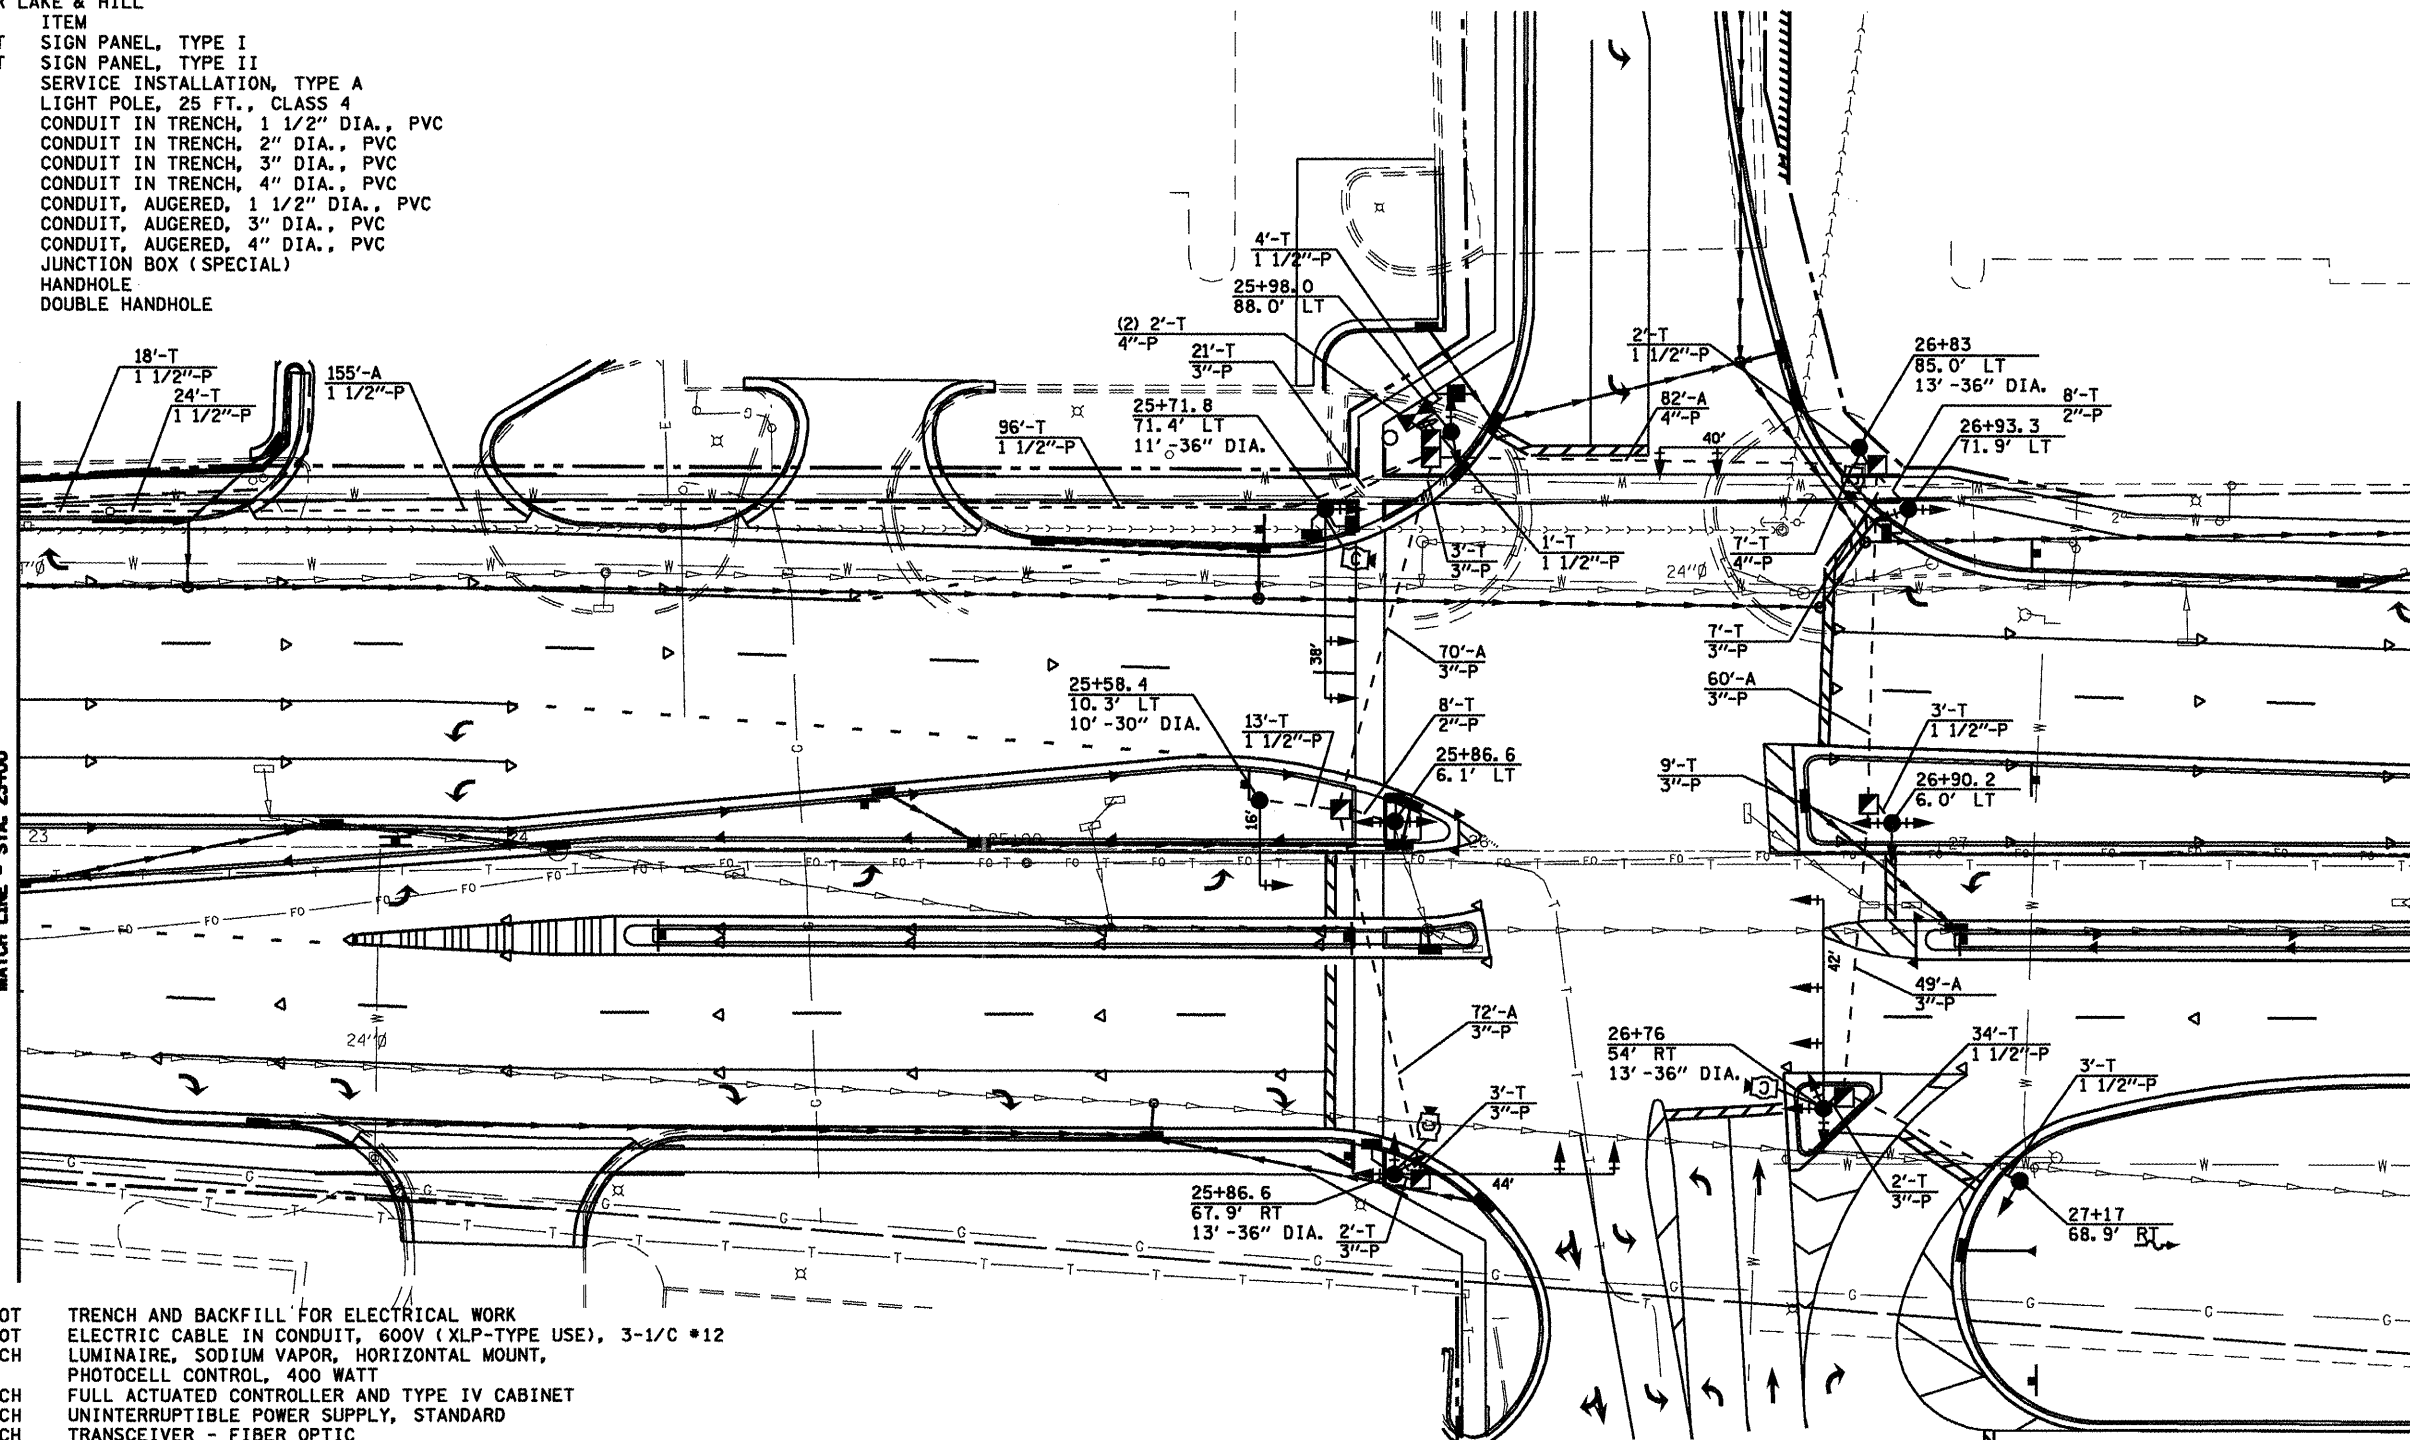 LAKE & HILL
ITEM
SIGN PANEL, TYPE I
SIGN PANEL, TYPE II
SERVICE INSTALLATION, TYPE A
LIGHT POLE, 25 FT., CLASS 4
CONDUIT IN TRENCH, 1 1/2" DIA., PVC
CONDUIT IN TRENCH, 2" DIA., PVC
CONDUIT IN TRENCH, 3" DIA., PVC
CONDUIT IN TRENCH, 4" DIA., PVC
CONDUIT, AUGERED, 1 1/2" DIA., PVC
CONDUIT, AUGERED, 3" DIA., PVC
CONDUIT, AUGERED, 4" DIA., PVC
JUNCTION BOX (SPECIAL)
HANDHOLE
DOUBLE HANDHOLE
4'-T
1 1/2"-P
25+98.0
88.0' LT
(2) 2'-T
4"-P
21'-T
3"-P
25+71.8
71.4' LT
11'-36" DIA.
96'-T
1 1/2"-P
18'-T
1 1/2"-P
24'-T
1 1/2"-P
155'-A
1 1/2"-P
2'-T
1 1/2"-P
82'-A
4"-P
40'
26+83
85.0' LT
13'-36" DIA.
8'-T
2"-P
26+93.3
71.9' LT
3'-T
3"-P
1'-T
1 1/2"-P
7'-T
4"-P
24"Ø
7'-T
3"-P
38'
70'-A
3"-P
60'-A
3"-P
25+58.4
10.3' LT
10'-30" DIA.
13'-T
1 1/2"-P
8'-T
2"-P
25+86.6
6.1' LT
16'
9'-T
3"-P
3'-T
1 1/2"-P
26+90.2
6.0' LT
23
24
25+00
26
27
MATCH LINE - STA. 23+00
42'
49'-A
3"-P
72'-A
3"-P
24"Ø
26+76
54' RT
13'-36" DIA.
34'-T
1 1/2"-P
3'-T
1 1/2"-P
3'-T
3"-P
44'
25+86.6
67.9' RT
13'-36" DIA.
2'-T
3"-P
2'-T
3"-P
27+17
68.9' RT
TRENCH AND BACKFILL FOR ELECTRICAL WORK
ELECTRIC CABLE IN CONDUIT, 600V (XLP-TYPE USE), 3-1/C #12
LUMINAIRE, SODIUM VAPOR, HORIZONTAL MOUNT,
PHOTOCELL CONTROL, 400 WATT
FULL ACTUATED CONTROLLER AND TYPE IV CABINET
UNINTERRUPTIBLE POWER SUPPLY, STANDARD
TRANSCEIVER - FIBER OPTIC